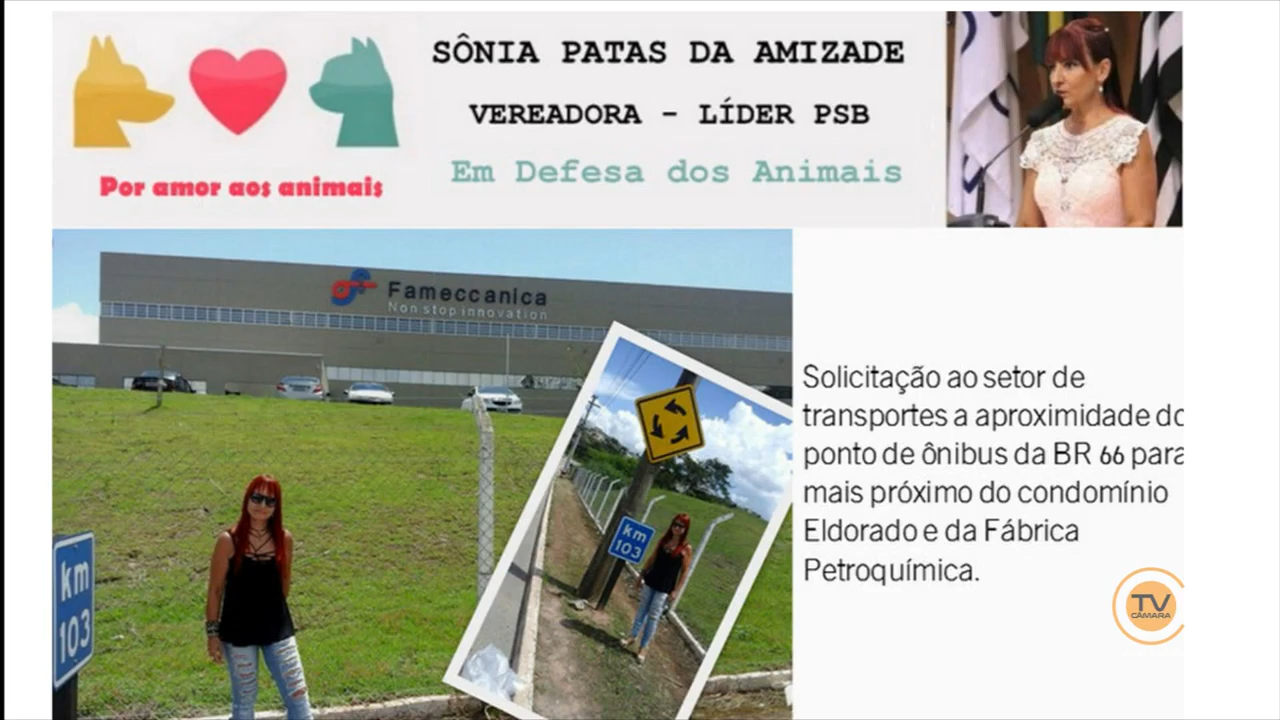 SÔNIA PATAS DA AMIZADE
VEREADORA - LÍDER PSB
Em Defesa dos Animais
Por amor aos animais
Fameccanica
Non stop innovation
km
103
km
103
Solicitação ao setor de
transportes a aproximidade do
ponto de ônibus da BR 66 para
mais próximo do condomínio
Eldorado e da Fábrica
Petroquímica.
TV
CÂMARA